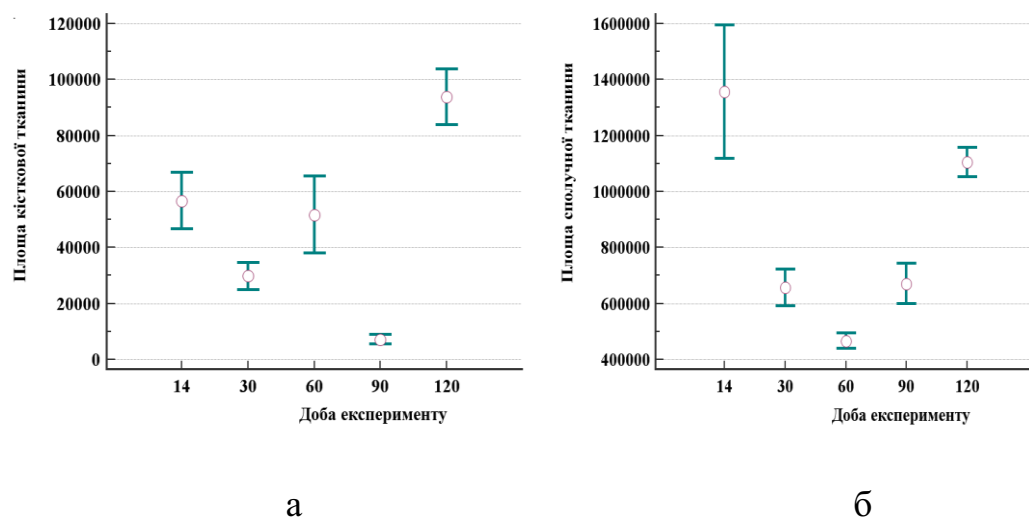 Площа кісткової тканини
120000
100000
80000
60000
40000
20000
0
14 30 60 90 120
Доба експерименту
а
Площа сполучної тканини
1600000
1400000
1200000
1000000
800000
600000
400000
14 30 60 90 120
Доба експерименту
б